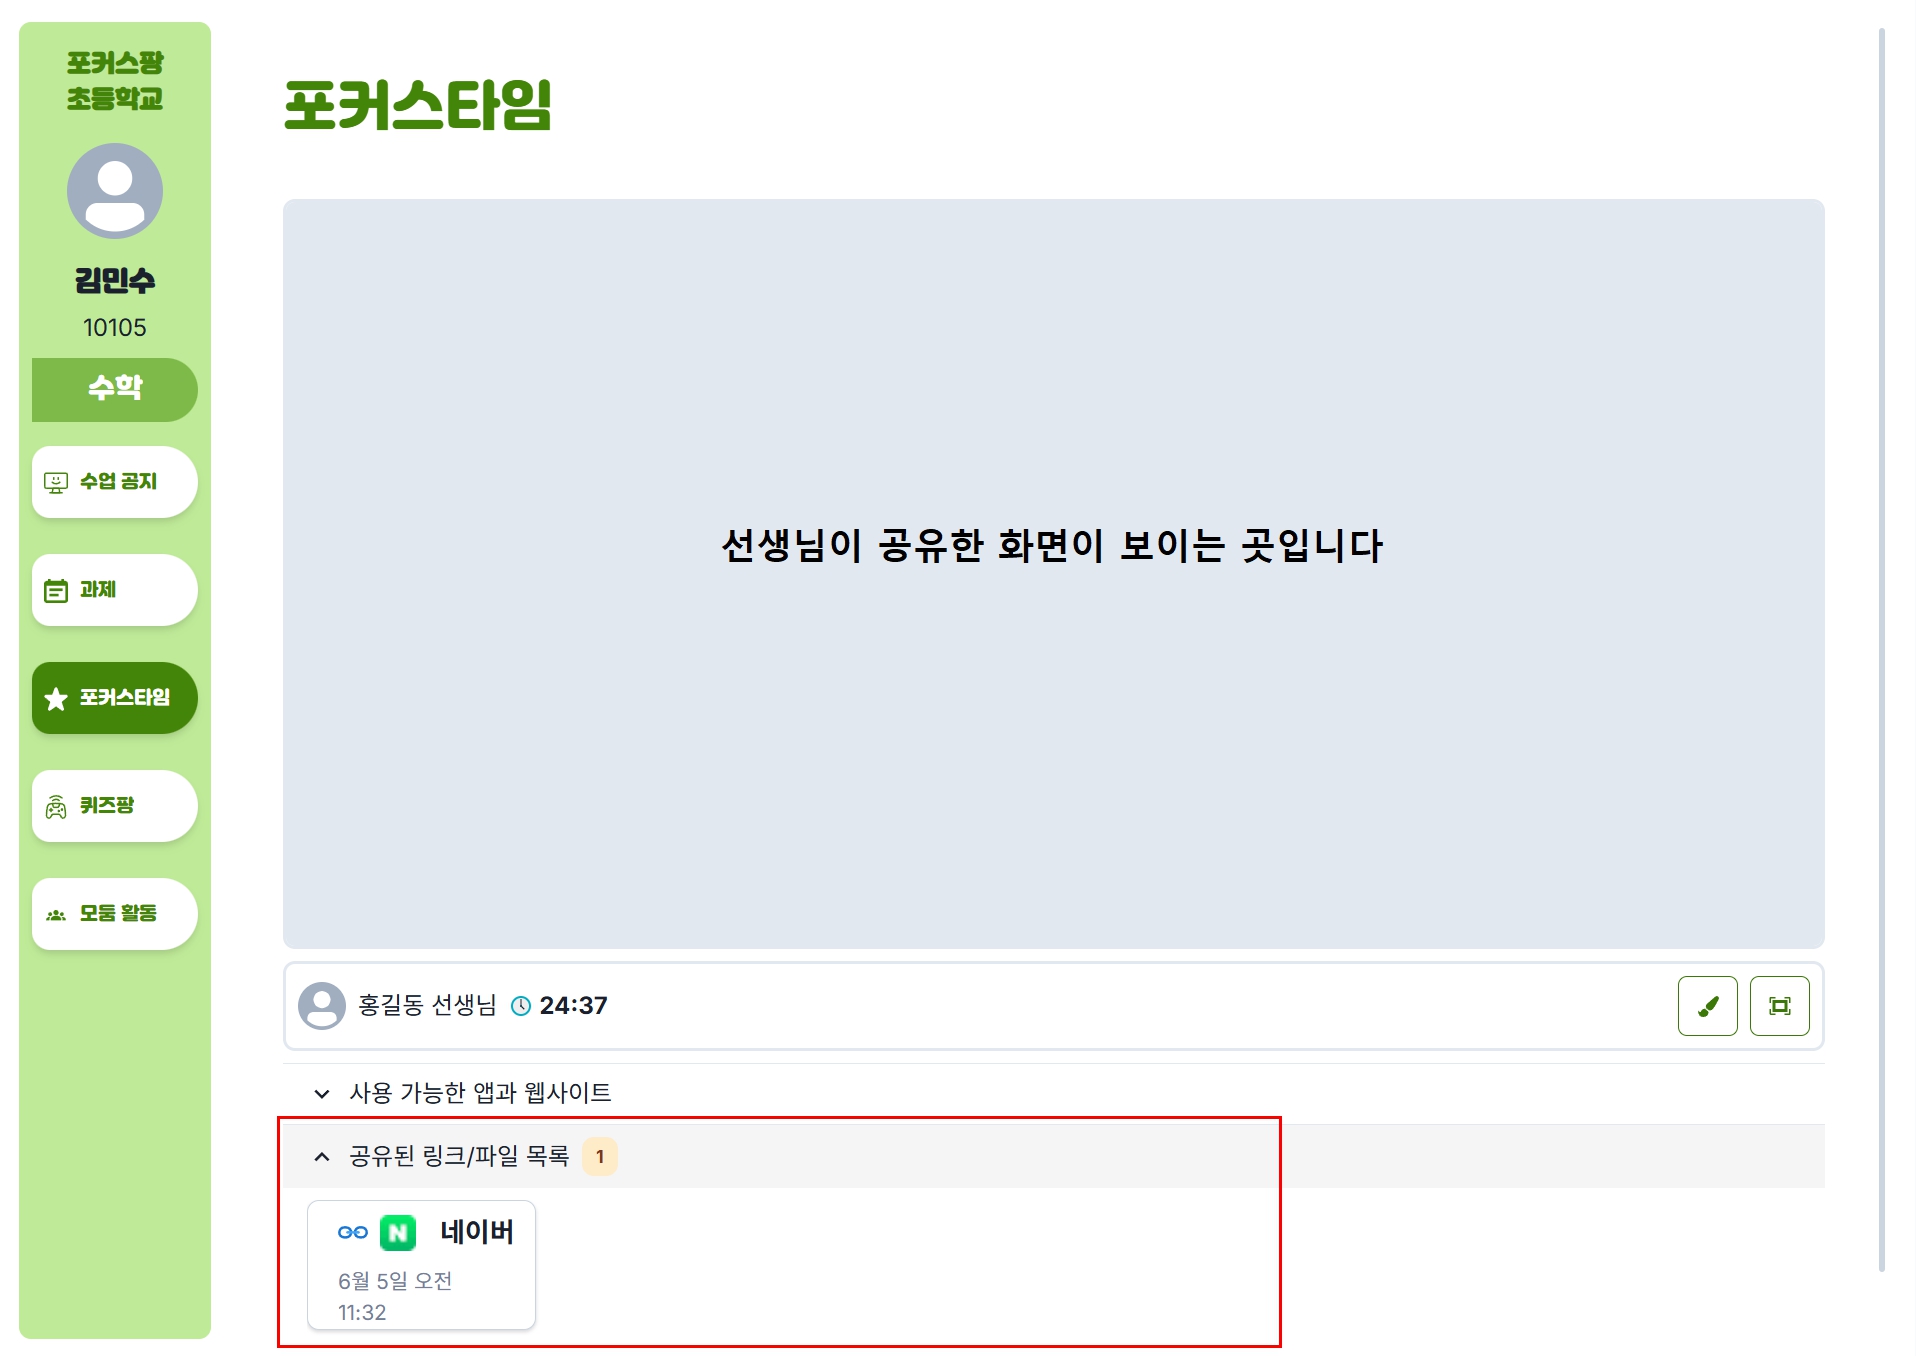 포커스팡
초등학교
김민수
10105
수학
수업 공지
과제
포커스타임
퀴즈팡
모둠 활동
포커스타임
선생님이 공유한 화면이 보이는 곳입니다
홍길동 선생님 24:37
사용 가능한 앱과 웹사이트
공유된 링크/파일 목록 1
N 네이버
6월 5일 오전
11:32